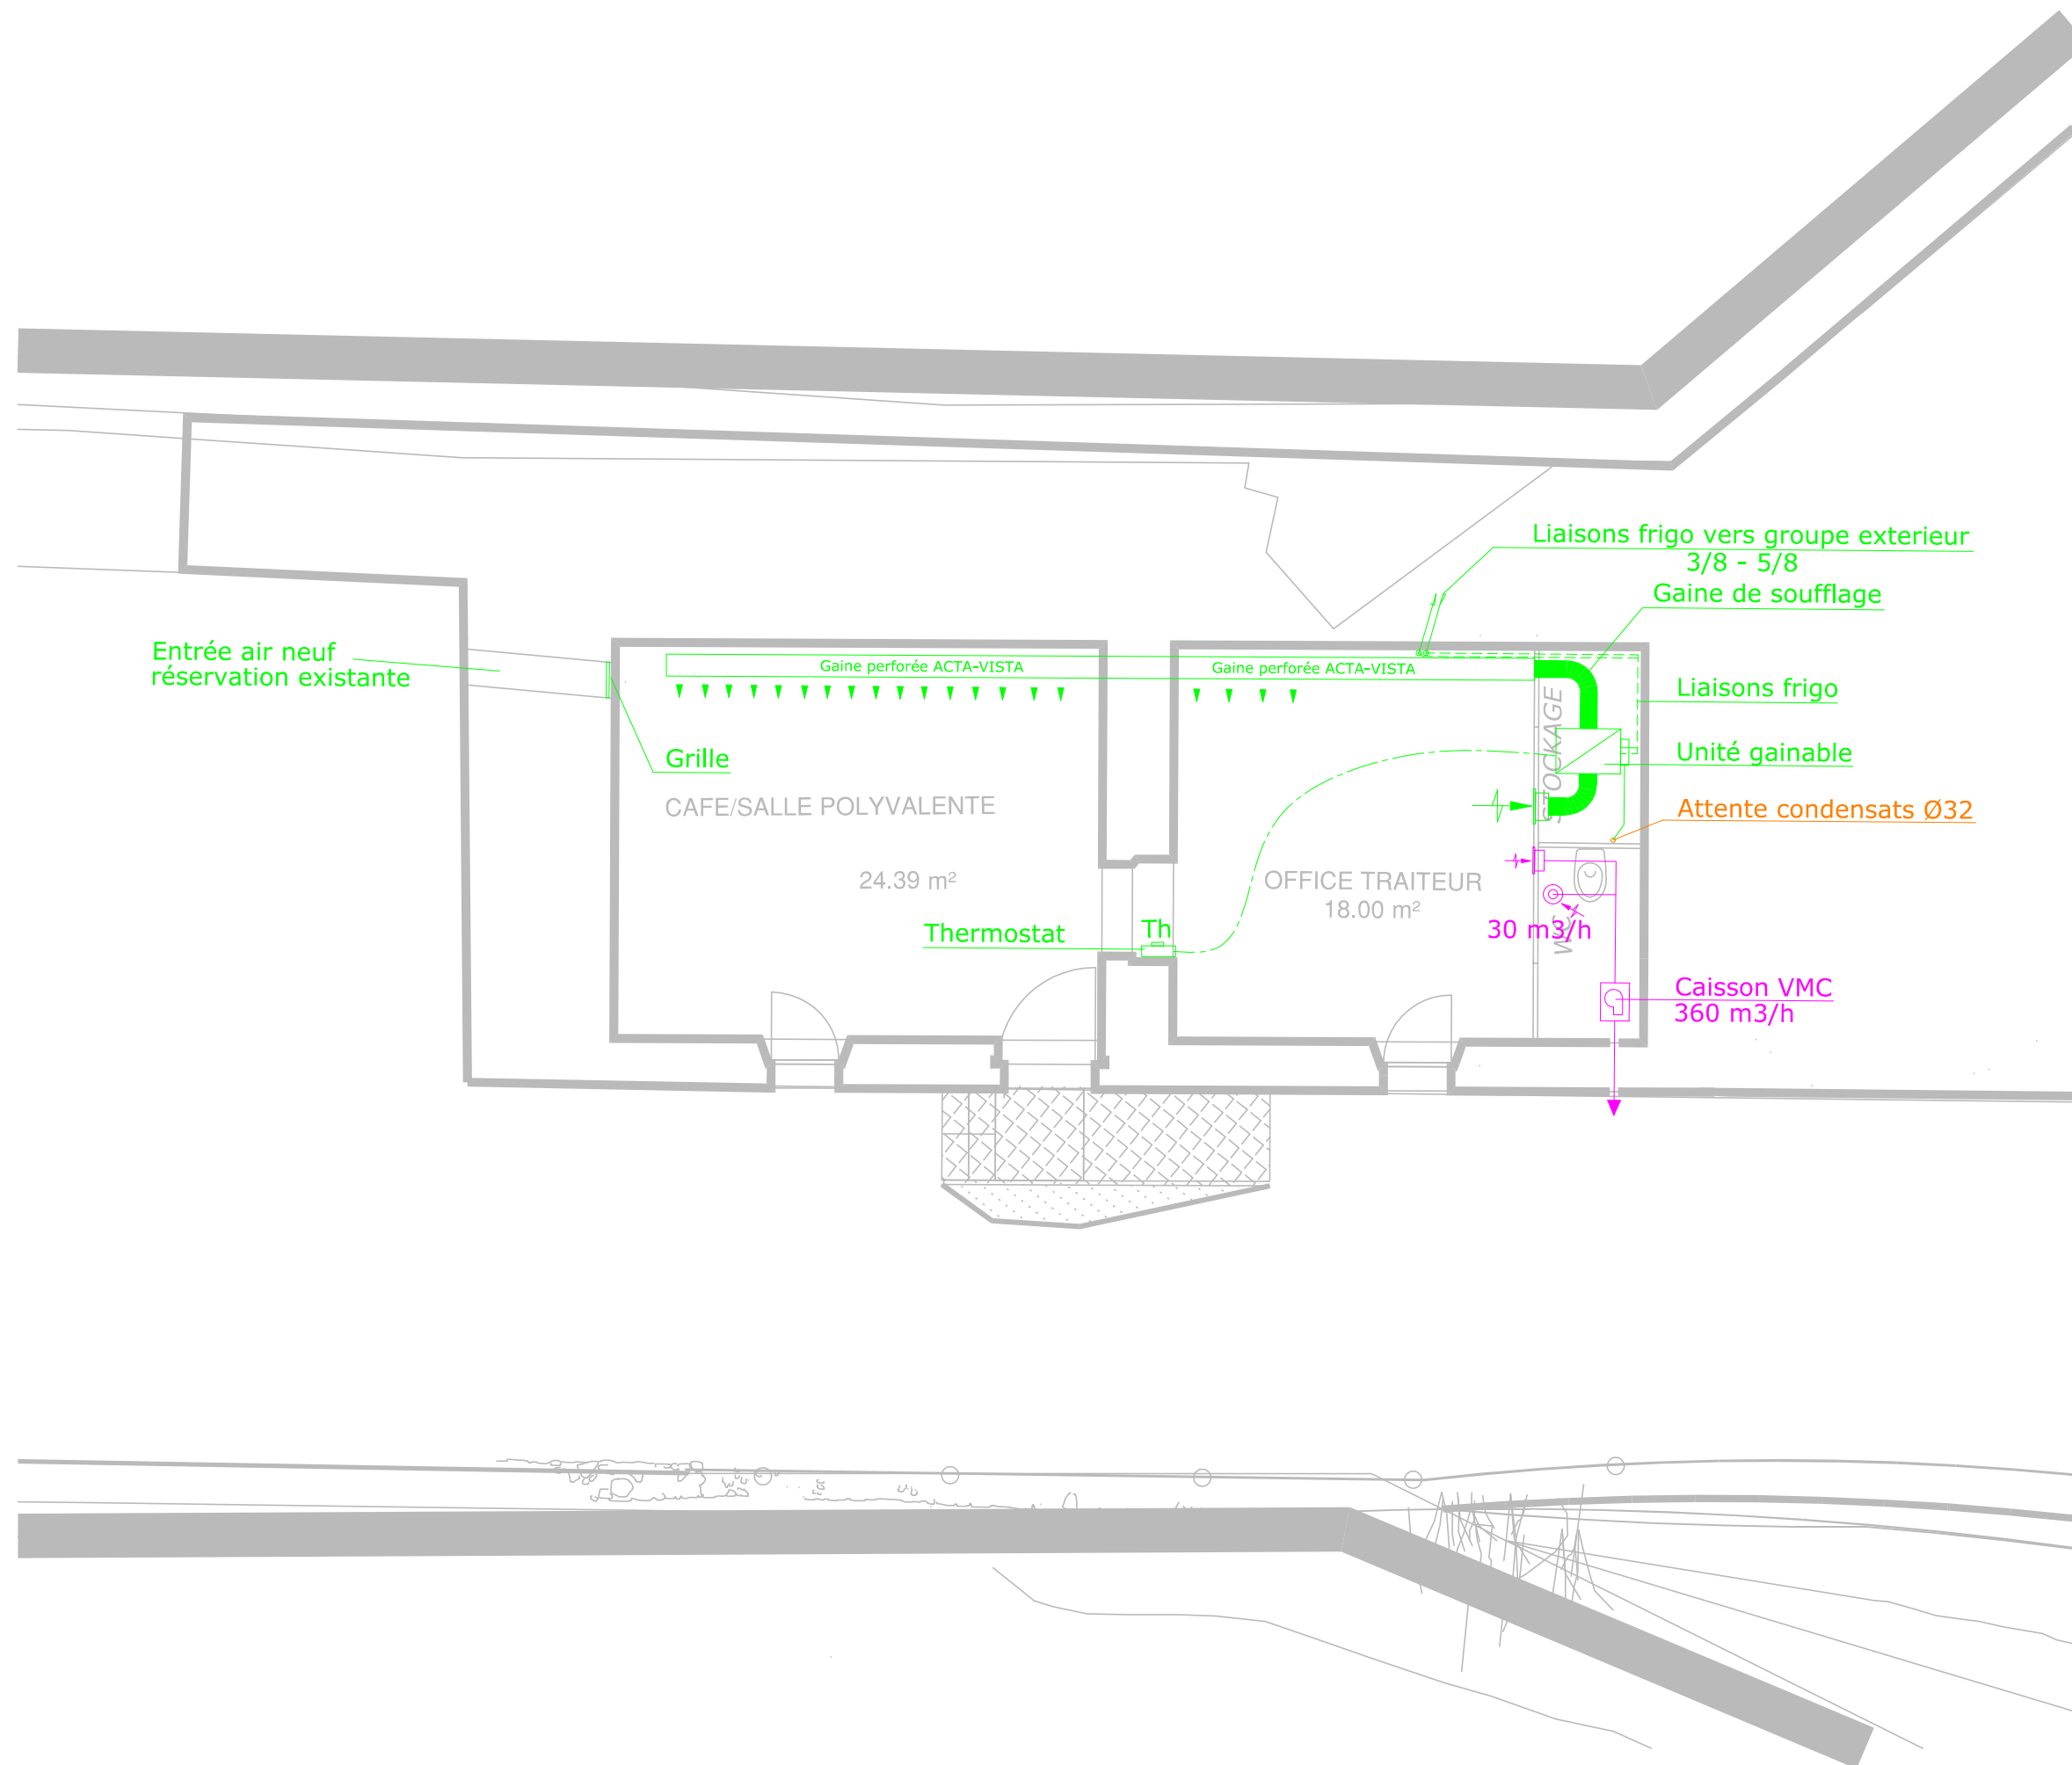 Liaisons frigo vers groupe exterieur
3/8 - 5/8
Gaine de soufflage
Entrée air neuf
réservation existante
Gaine perforée ACTA-VISTA
Gaine perforée ACTA-VISTA
Liaisons frigo
STOCKAGE
Grille
Unité gainable
CAFE/SALLE POLYVALENTE
Attente condensats Ø32
24.39 m²
OFFICE TRAITEUR
18.00 m²
Thermostat
Th
30 m3/h
WC
Caisson VMC
360 m3/h